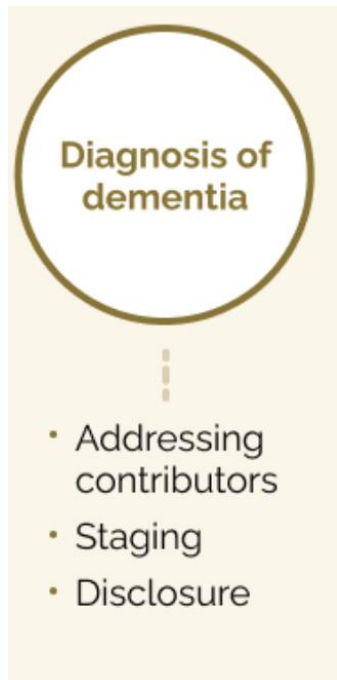 Diagnosis of
dementia
• Addressing
contributors
• Staging
• Disclosure